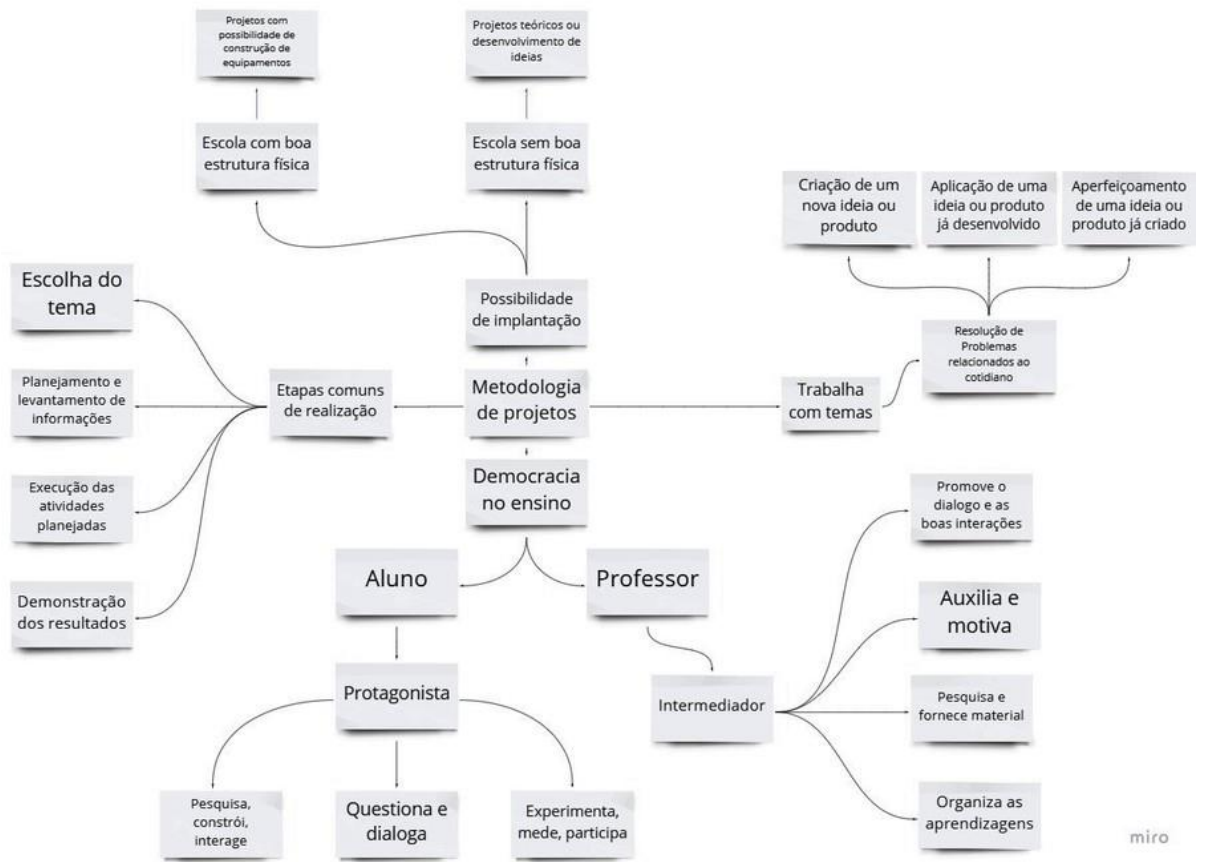 Projetos com
possibilidade de
construção de
equipamentos
Projetos teóricos ou
desenvolvimento de
ideias
Escola com boa
estrutura física
Escola sem boa
estrutura física
Criação de um
nova ideia ou
produto
Aplicação de uma
ideia ou produto
já desenvolvido
Aperfeiçoamento
de uma ideia ou
produto já criado
Escolha do
tema
Possibilidade
de implantação
Resolução de
Problemas
relacionados ao
cotidiano
Planejamento e
levantamento de
informações
Etapas comuns
de realização
Metodologia
de projetos
Trabalha
com temas
Execução das
atividades
planejadas
Democracia
no ensino
Promove o
dialogo e as
boas interações
Aluno
Professor
Demonstração
dos resultados
Auxilia e
motiva
Protagonista
Intermediador
Pesquisa e
fornece material
Pesquisa,
constrói,
interage
Questiona e
dialoga
Experimenta,
mede, participa
Organiza as
aprendizagens
miro